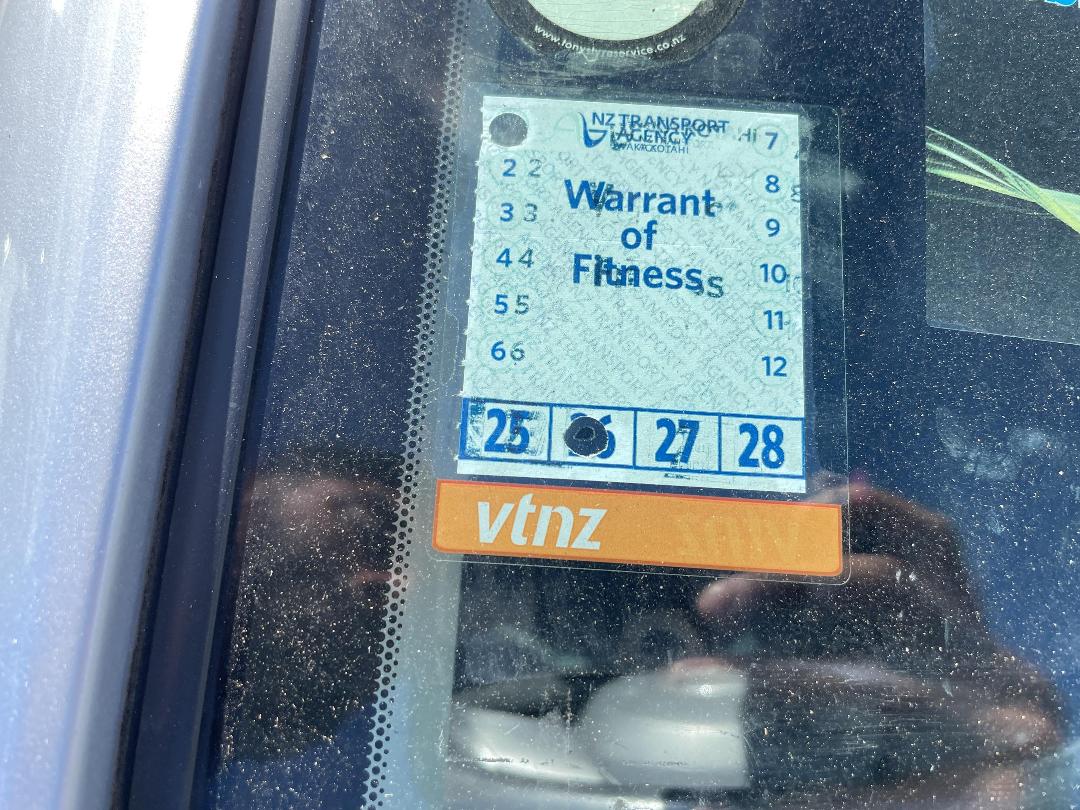 www.tonystyreservice.co.nz
NZ TRANSPORT
AGENCY
WAKA KOTAHI
7
2
8
Warrant
3
9
of
4
Fitness
10
5
11
6
12
25 27 28
vtnz